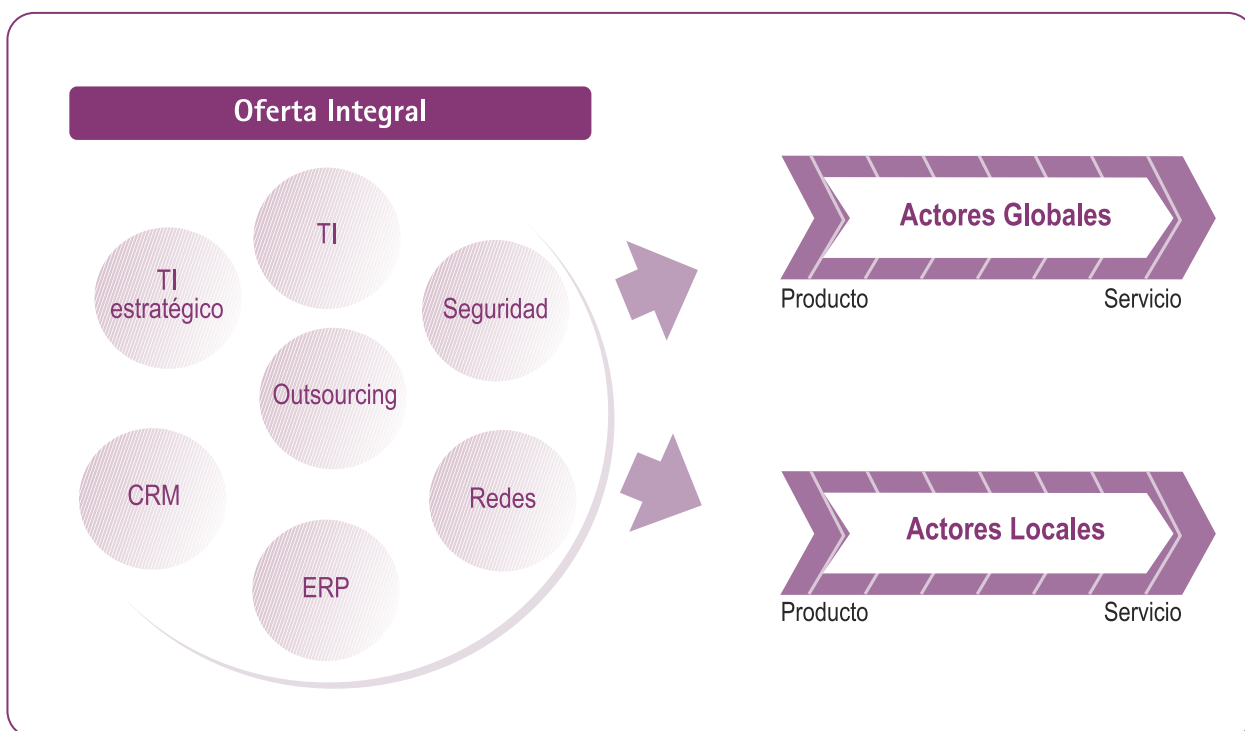 Oferta Integral
TI
TI
estratégico
Seguridad
Outsourcing
CRM
Redes
ERP
Actores Globales
Producto
Servicio
Actores Locales
Producto
Servicio